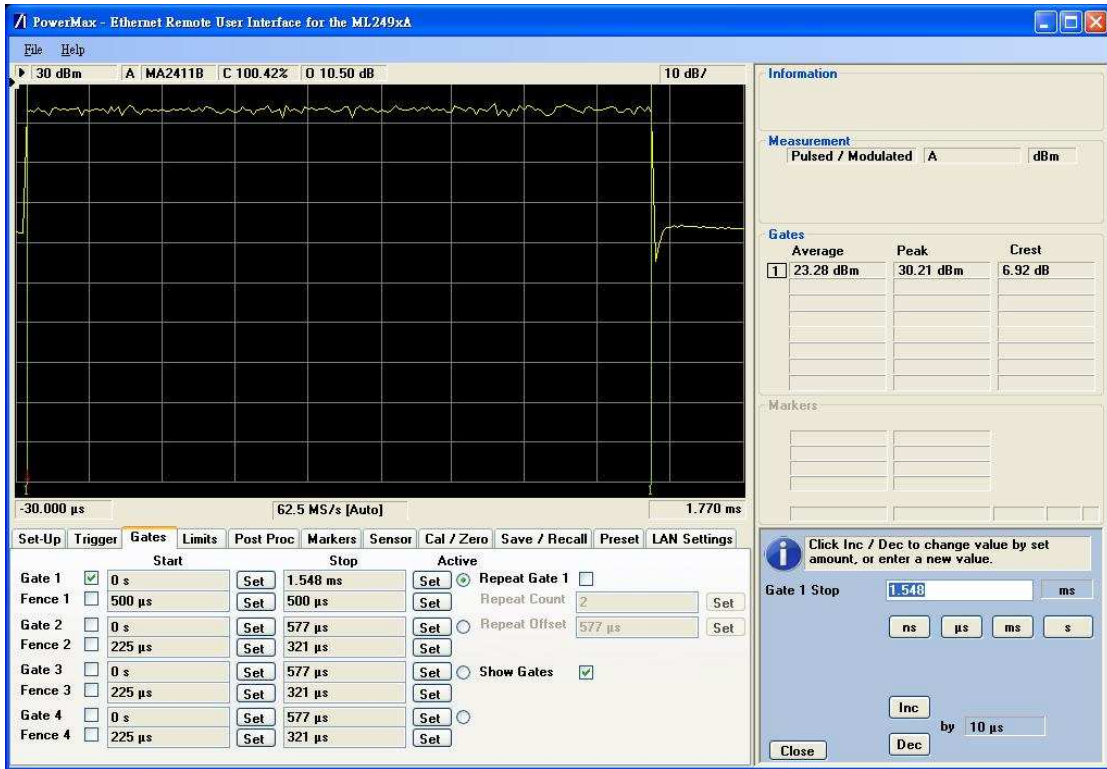 PowerMax - Ethernet Remote User Interface for the ML249xA
File Help
30 dBm A MA2411B C 100.42% O 10.50 dB 10 dB/
1 1
-30.000 µs 62.5 MS/s [Auto] 1.770 ms
Information
Measurement
Pulsed / Modulated A dBm
Gates
Average Peak Crest
1 23.28 dBm 30.21 dBm 6.92 dB
Markers
Set-Up Trigger Gates Limits Post Proc Markers Sensor Cal / Zero Save / Recall Preset LAN Settings
Start Stop Active
Gate 1 0 s Set 1.548 ms Set Repeat Gate 1
Fence 1 500 µs Set 500 µs Set Repeat Count 2 Set
Gate 2 0 s Set 577 µs Set Repeat Offset 577 µs Set
Fence 2 225 µs Set 321 µs Set
Gate 3 0 s Set 577 µs Set Show Gates
Fence 3 225 µs Set 321 µs Set
Gate 4 0 s Set 577 µs Set
Fence 4 225 µs Set 321 µs Set
Click Inc / Dec to change value by set
amount, or enter a new value.
Gate 1 Stop 1.548 ms
ns µs ms s
Inc
by 10 µs
Dec
Close